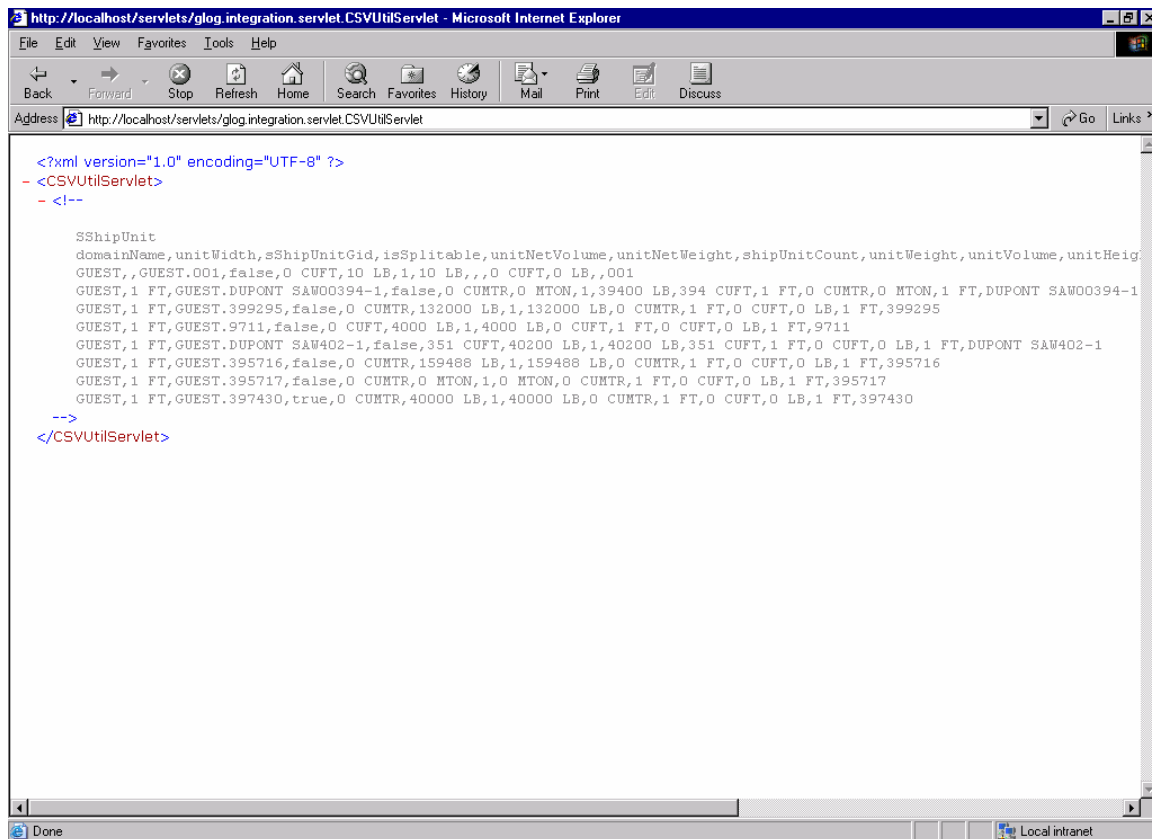 http://localhost/servlets/glog.integration.servlet.CSVUtilServlet - Microsoft Internet Explorer
File Edit View Favorites Tools Help
Back Forward Stop Refresh Home Search Favorites History Mail Print Edit Discuss
Address http://localhost/servlets/glog.integration.servlet.CSVUtilServlet Go Links
<?xml version="1.0" encoding="UTF-8" ?>
- <CSVUtilServlet>
- <!--
SShipUnit
domainName,unitWidth,sShipUnitGid,isSplitable,unitNetVolume,unitNetWeight,shipUnitCount,unitWeight,unitVolume,unitHeig
GUEST,,GUEST.001,false,0 CUFT,10 LB,1,10 LB,,,0 CUFT,0 LB,,001
GUEST,1 FT,GUEST.DUPONT SAW00394-1,false,0 CUMTR,0 MTON,1,39400 LB,394 CUFT,1 FT,0 CUMTR,0 MTON,1 FT,DUPONT SAW00394-1
GUEST,1 FT,GUEST.399295,false,0 CUMTR,132000 LB,1,132000 LB,0 CUMTR,1 FT,0 CUFT,0 LB,1 FT,399295
GUEST,1 FT,GUEST.9711,false,0 CUFT,4000 LB,1,4000 LB,0 CUFT,1 FT,0 CUFT,0 LB,1 FT,9711
GUEST,1 FT,GUEST.DUPONT SAW402-1,false,351 CUFT,40200 LB,1,40200 LB,351 CUFT,1 FT,0 CUFT,0 LB,1 FT,DUPONT SAW402-1
GUEST,1 FT,GUEST.395716,false,0 CUMTR,159488 LB,1,159488 LB,0 CUMTR,1 FT,0 CUFT,0 LB,1 FT,395716
GUEST,1 FT,GUEST.395717,false,0 CUMTR,0 MTON,1,0 MTON,0 CUMTR,1 FT,0 CUFT,0 LB,1 FT,395717
GUEST,1 FT,GUEST.397430,true,0 CUMTR,40000 LB,1,40000 LB,0 CUMTR,1 FT,0 CUFT,0 LB,1 FT,397430
-->
</CSVUtilServlet>
Done Local intranet